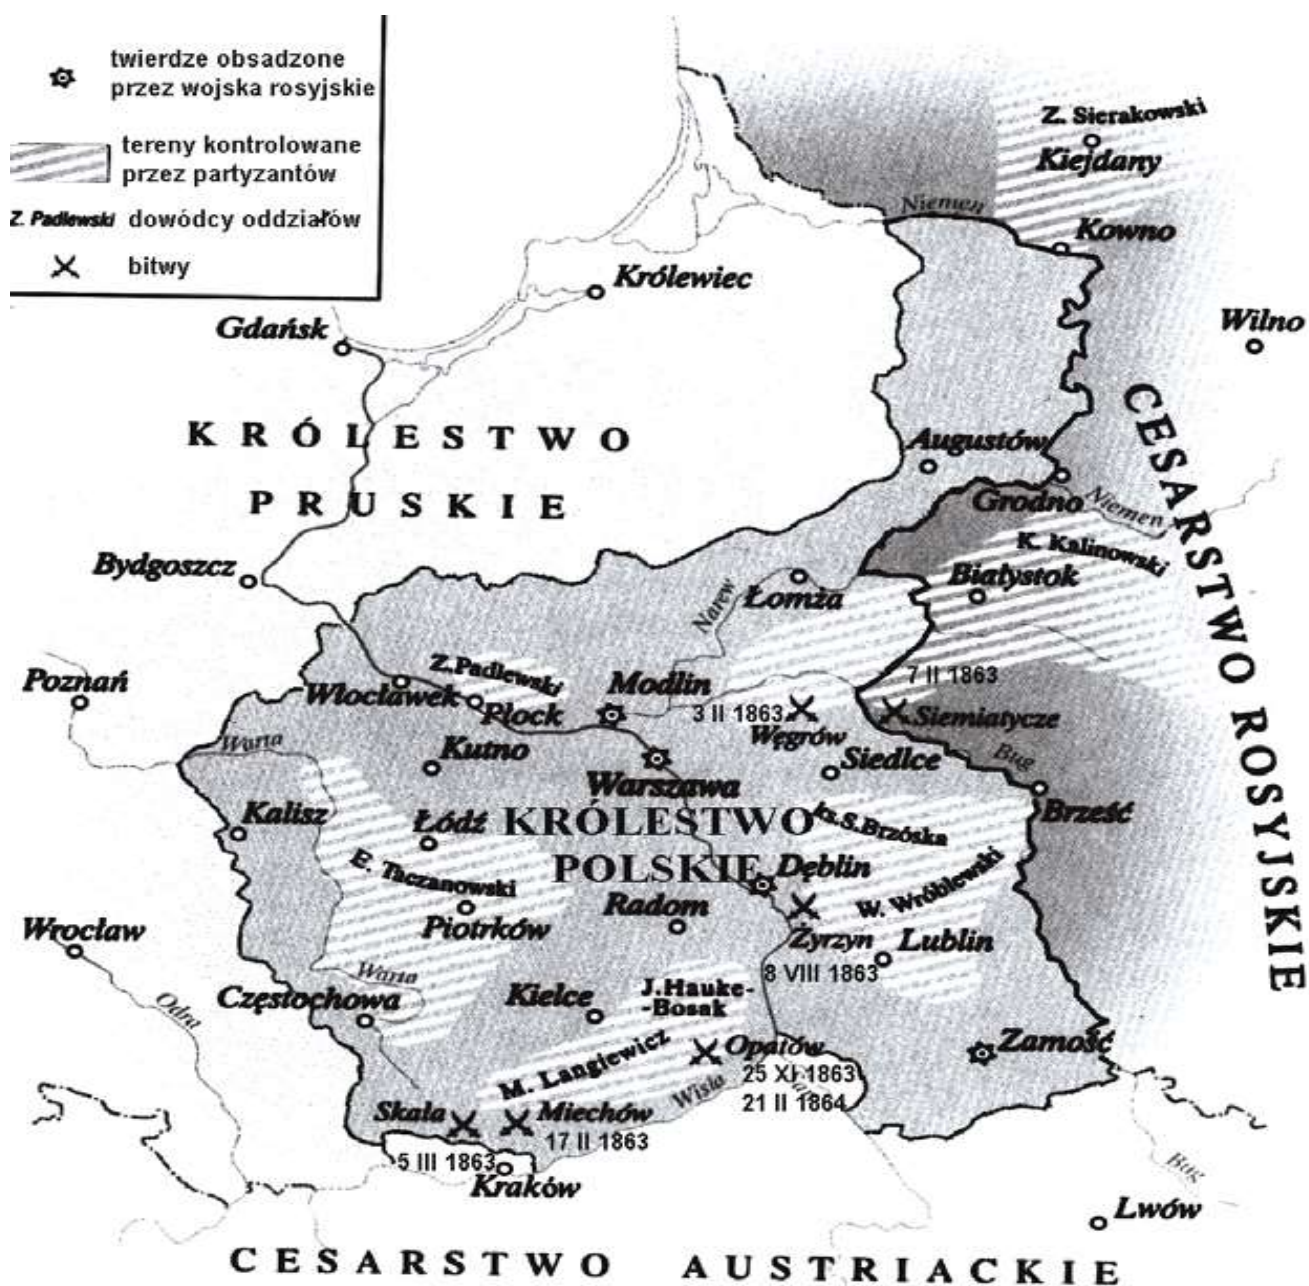 twierdze obsadzone
przez wojska rosyjskie
tereny kontrolowane
przez partyzantów
Z. Padlewski dowódcy oddziałów
bitwy
Z. Sierakowski
Kiejdany
Niemen
Kowno
Królewiec
Wilno
Gdańsk
KRÓLESTWO
PRUSKIE
CESARSTWO ROSYJSKIE
Augustów
Grodno
Niemen
K. Kalinowski
Białystok
Bydgoszcz
Łomża
Narew
Z.Padlewski
Modlin
7 II 1863
Poznań
Włocławek
Płock
3 II 1863
Węgrów
Siemiatycze
Warta
Kutno
Siedlce
Bug
Warszawa
Kalisz
Łódź
KRÓLESTWO
POLSKIE
ks.S.Brzóska
Brześć
E. Taczanowski
Dęblin
W. Wróblewski
Piotrków
Radom
Żyrzyn
Lublin
8 VIII 1863
Wrocław
Odra
Warta
Częstochowa
Kielce
J.Hauke-
-Bosak
M. Langiewicz
Opatów
25 XI 1863
21 II 1864
Zamość
Wisła
Skała
Miechów
17 II 1863
5 III 1863
Kraków
Bug
Lwów
CESARSTWO AUSTRIACKIE